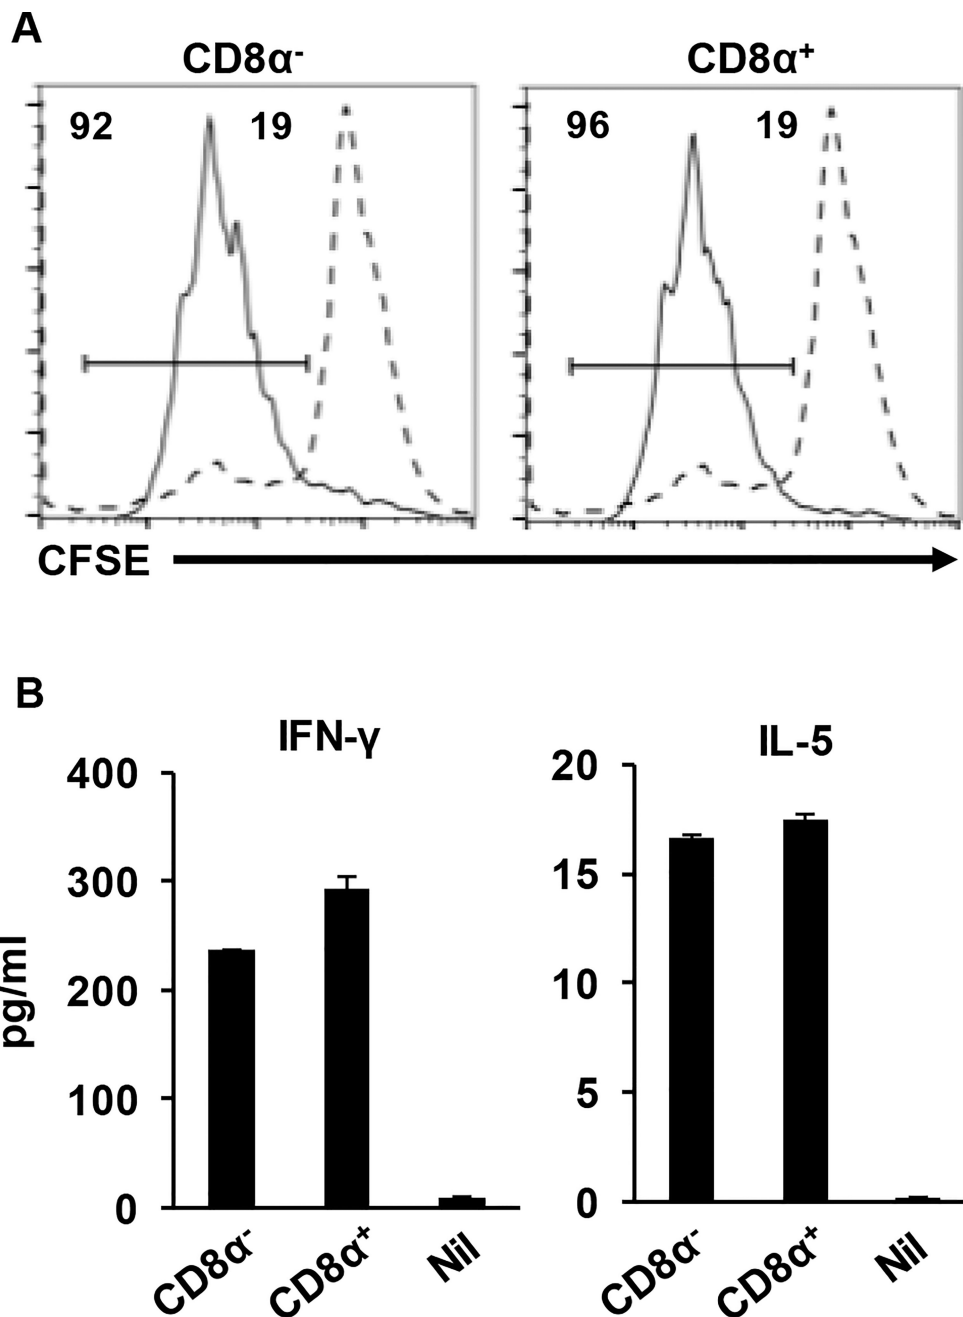 A
CD8α⁻ CD8α⁺
92 19 96 19
CFSE
B
IFN-γ IL-5
pg/ml
400
300
200
100
0
20
15
10
5
0
CD8α⁻ CD8α⁺ Nil
CD8α⁻ CD8α⁺ Nil